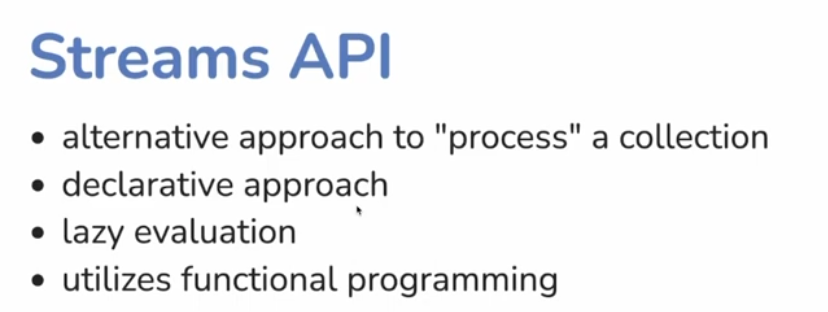 Streams API
• alternative approach to "process" a collection
• declarative approach
• lazy evaluation
• utilizes functional programming